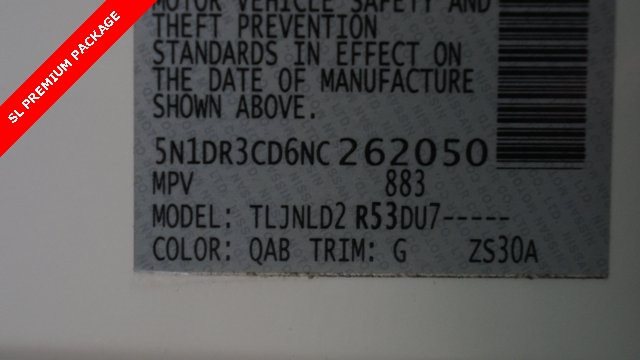 SL PREMIUM PACKAGE
MOTOR VEHICLE SAFETY AND
THEFT PREVENTION
STANDARDS IN EFFECT ON
THE DATE OF MANUFACTURE
SHOWN ABOVE.
5N1DR3CD6NC262050
MPV 883
MODEL: TLJNLD2 R53DU7-----
COLOR: QAB TRIM: G ZS30A